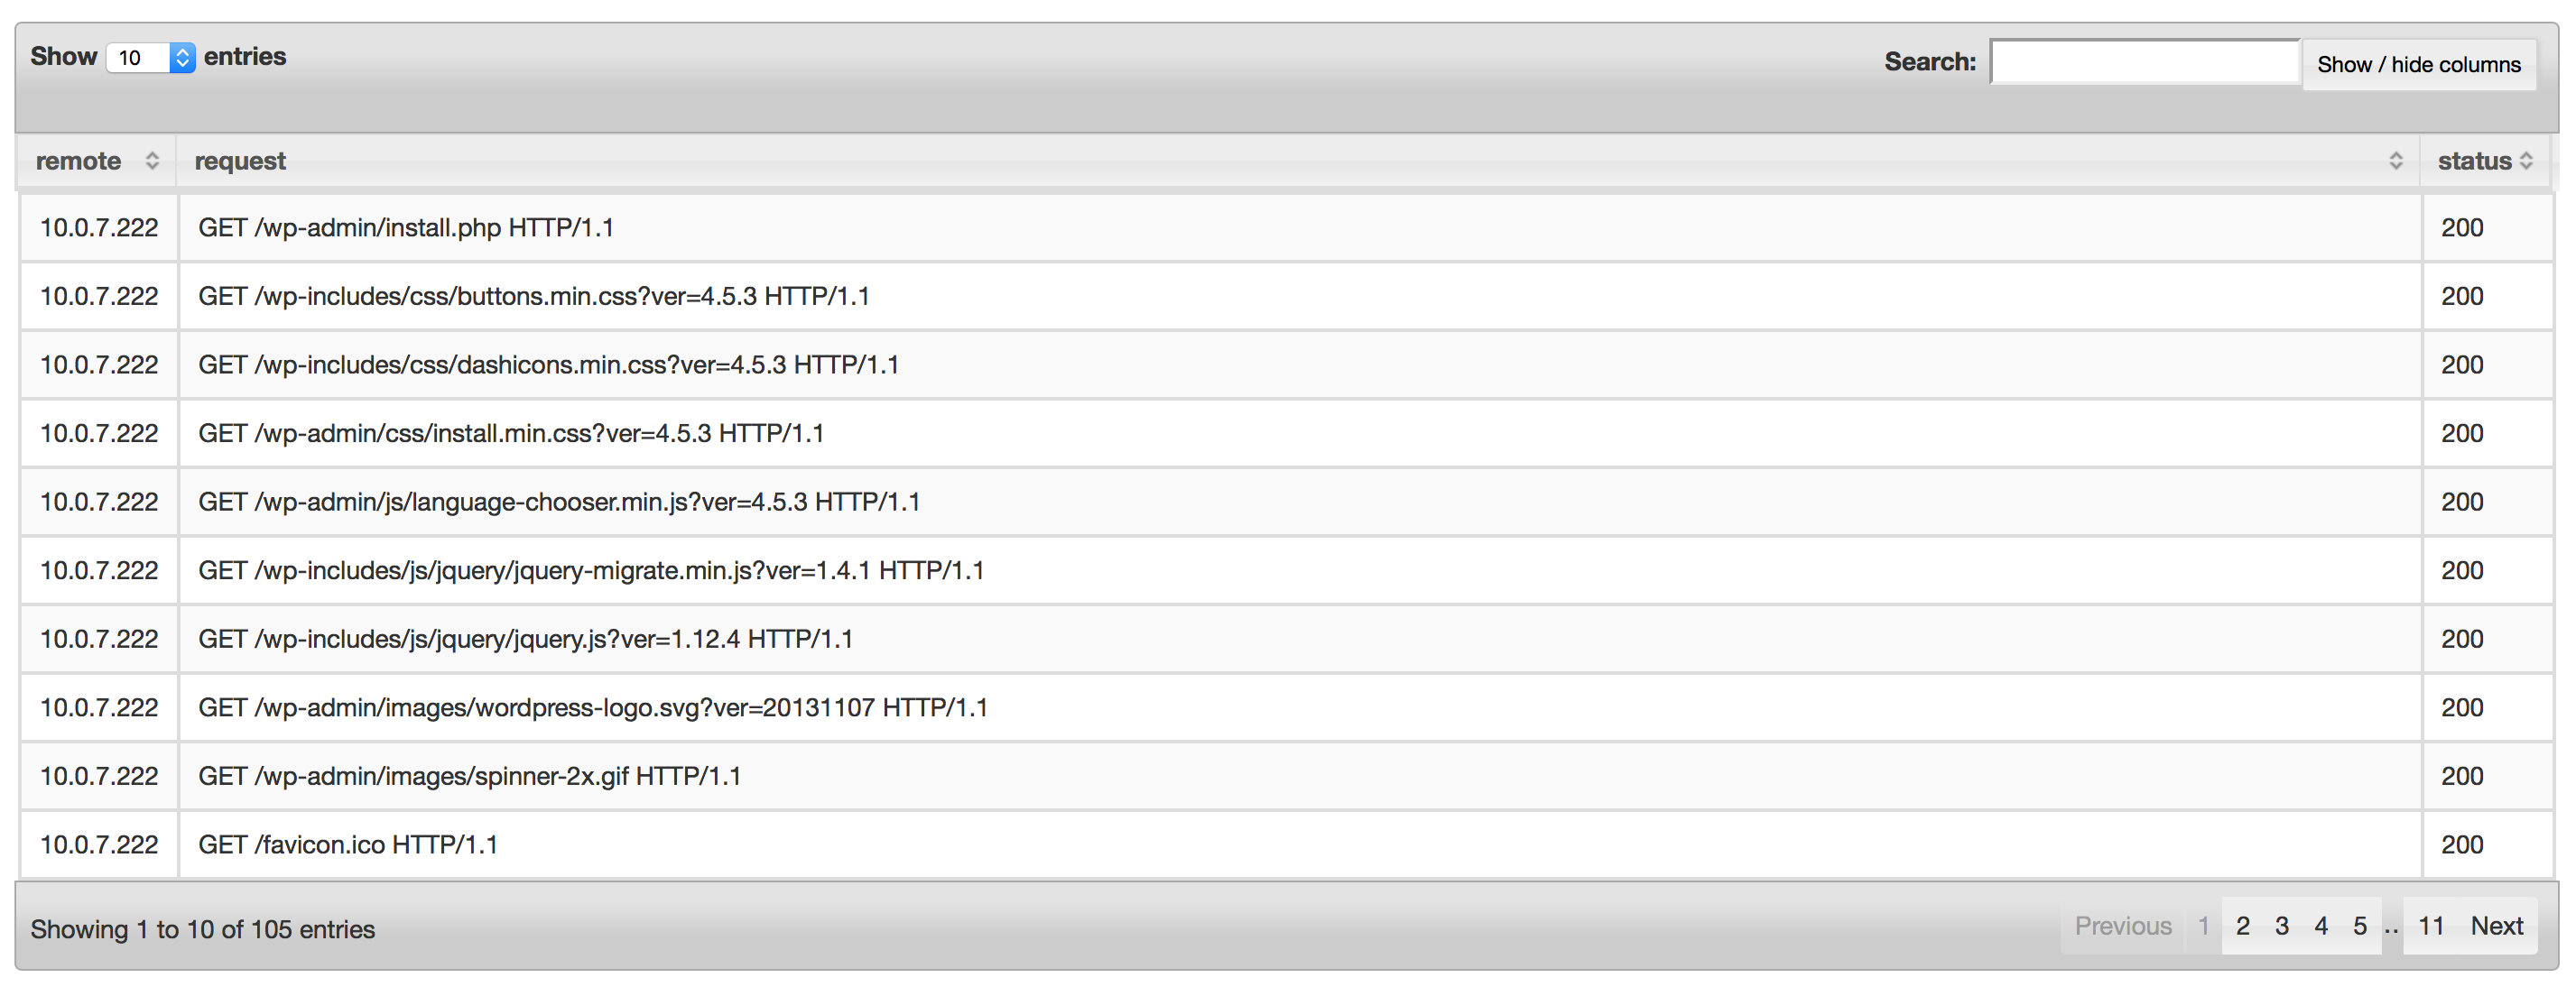 Show 10 entries Search: Show / hide columns
remote request status
10.0.7.222 GET /wp-admin/install.php HTTP/1.1 200
10.0.7.222 GET /wp-includes/css/buttons.min.css?ver=4.5.3 HTTP/1.1 200
10.0.7.222 GET /wp-includes/css/dashicons.min.css?ver=4.5.3 HTTP/1.1 200
10.0.7.222 GET /wp-admin/css/install.min.css?ver=4.5.3 HTTP/1.1 200
10.0.7.222 GET /wp-admin/js/language-chooser.min.js?ver=4.5.3 HTTP/1.1 200
10.0.7.222 GET /wp-includes/js/jquery/jquery-migrate.min.js?ver=1.4.1 HTTP/1.1 200
10.0.7.222 GET /wp-includes/js/jquery/jquery.js?ver=1.12.4 HTTP/1.1 200
10.0.7.222 GET /wp-admin/images/wordpress-logo.svg?ver=20131107 HTTP/1.1 200
10.0.7.222 GET /wp-admin/images/spinner-2x.gif HTTP/1.1 200
10.0.7.222 GET /favicon.ico HTTP/1.1 200
Showing 1 to 10 of 105 entries Previous 1 2 3 4 5 .. 11 Next